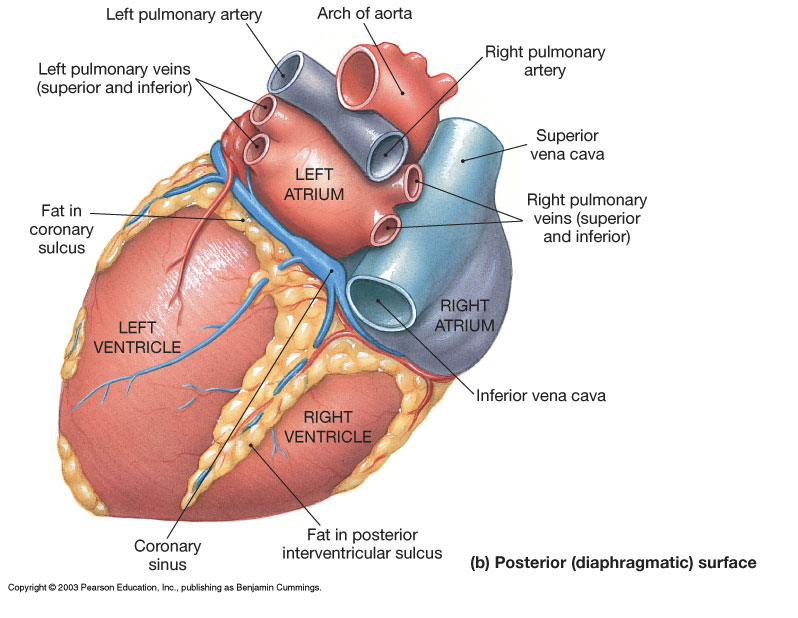 Left pulmonary artery
Arch of aorta
Right pulmonary
artery
Left pulmonary veins
(superior and inferior)
Superior
vena cava
LEFT
ATRIUM
Right pulmonary
veins (superior
and inferior)
Fat in
coronary
sulcus
RIGHT
ATRIUM
LEFT
VENTRICLE
Inferior vena cava
RIGHT
VENTRICLE
Fat in posterior
interventricular sulcus
Coronary
sinus
(b) Posterior (diaphragmatic) surface
Copyright © 2003 Pearson Education, Inc., publishing as Benjamin Cummings.